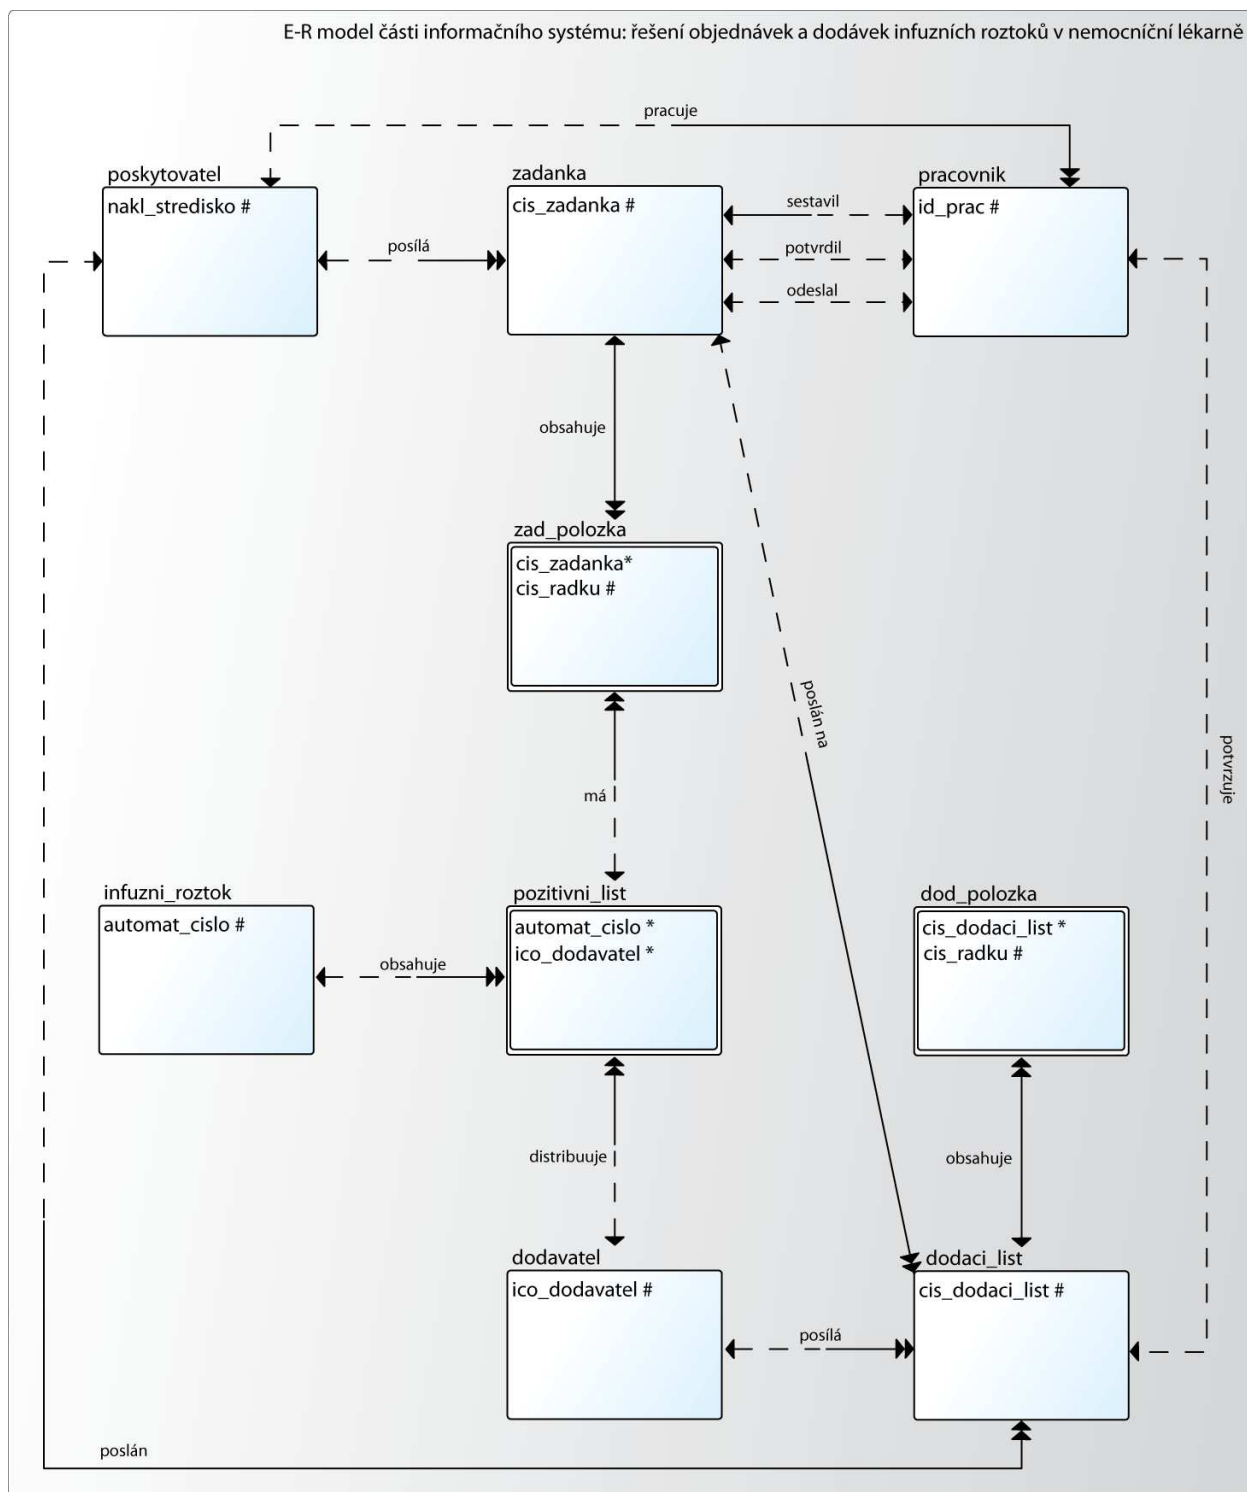 E-R model části informačního systému: řešení objednávek a dodávek infuzních roztoků v nemocníční lékarně
pracuje
poskytovatel
nakl_stredisko #
zadanka
cis_zadanka #
pracovnik
id_prac #
posílá
sestavil
potvrdil
odeslal
obsahuje
zad_polozka
cis_zadanka*
cis_radku #
poslán na
potvrzuje
má
infuzni_roztok
automat_cislo #
obsahuje
pozitivni_list
automat_cislo *
ico_dodavatel *
dod_polozka
cis_dodaci_list *
cis_radku #
distribuuje
obsahuje
dodavatel
ico_dodavatel #
posílá
dodaci_list
cis_dodaci_list #
poslán